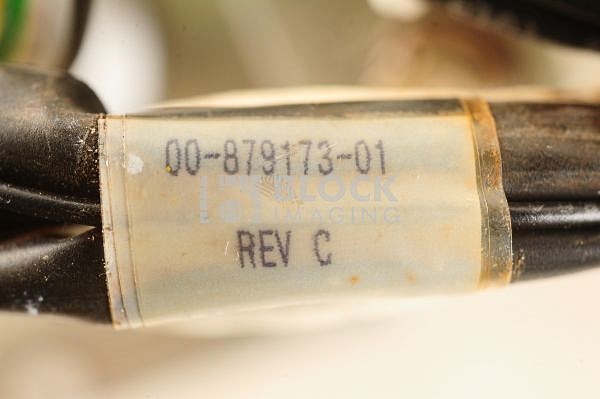 00-879173-01
BLOCK
IMAGING
REV C